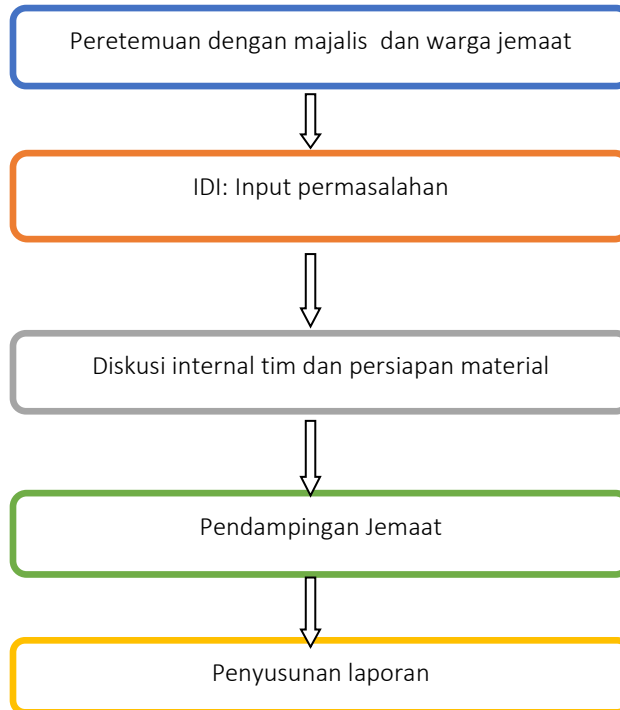 Peretemuan dengan majalis dan warga jemaat
IDI: Input permasalahan
Diskusi internal tim dan persiapan material
Pendampingan Jemaat
Penyusunan laporan